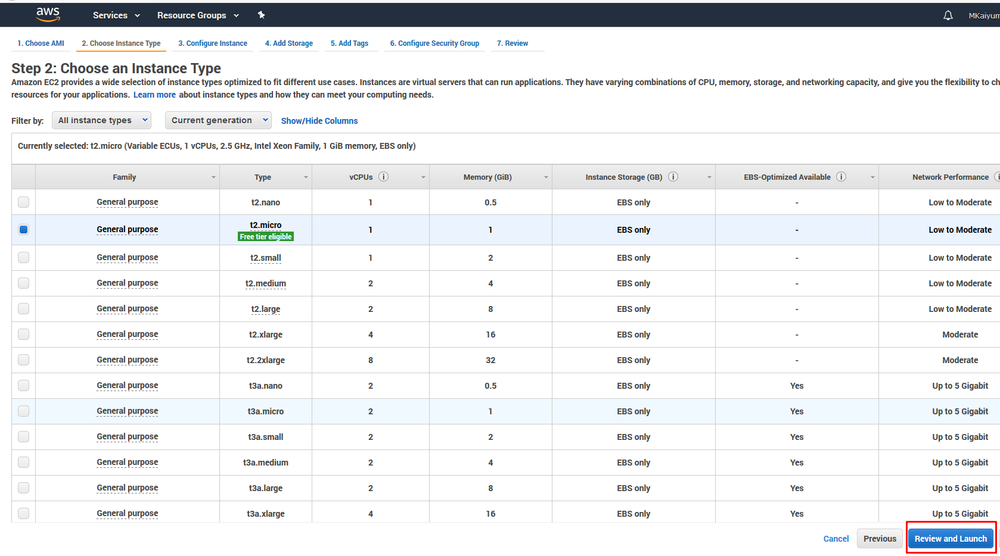 aws Services Resource Groups MKaiyum
1. Choose AMI 2. Choose Instance Type 3. Configure Instance 4. Add Storage 5. Add Tags 6. Configure Security Group 7. Review
Step 2: Choose an Instance Type
Amazon EC2 provides a wide selection of instance types optimized to fit different use cases. Instances are virtual servers that can run applications. They have varying combinations of CPU, memory, storage, and networking capacity, and give you the flexibility to ch
resources for your applications. Learn more about instance types and how they can meet your computing needs.
Filter by: All instance types Current generation Show/Hide Columns
Currently selected: t2.micro (Variable ECUs, 1 vCPUs, 2.5 GHz, Intel Xeon Family, 1 GiB memory, EBS only)
Family Type vCPUs i Memory (GiB) Instance Storage (GB) i EBS-Optimized Available i Network Performance i
General purpose t2.nano 1 0.5 EBS only - Low to Moderate
General purpose t2.micro 1 1 EBS only - Low to Moderate
Free tier eligible
General purpose t2.small 1 2 EBS only - Low to Moderate
General purpose t2.medium 2 4 EBS only - Low to Moderate
General purpose t2.large 2 8 EBS only - Low to Moderate
General purpose t2.xlarge 4 16 EBS only - Moderate
General purpose t2.2xlarge 8 32 EBS only - Moderate
General purpose t3a.nano 2 0.5 EBS only Yes Up to 5 Gigabit
General purpose t3a.micro 2 1 EBS only Yes Up to 5 Gigabit
General purpose t3a.small 2 2 EBS only Yes Up to 5 Gigabit
General purpose t3a.medium 2 4 EBS only Yes Up to 5 Gigabit
General purpose t3a.large 2 8 EBS only Yes Up to 5 Gigabit
General purpose t3a.xlarge 4 16 EBS only Yes Up to 5 Gigabit
Cancel Previous Review and Launch